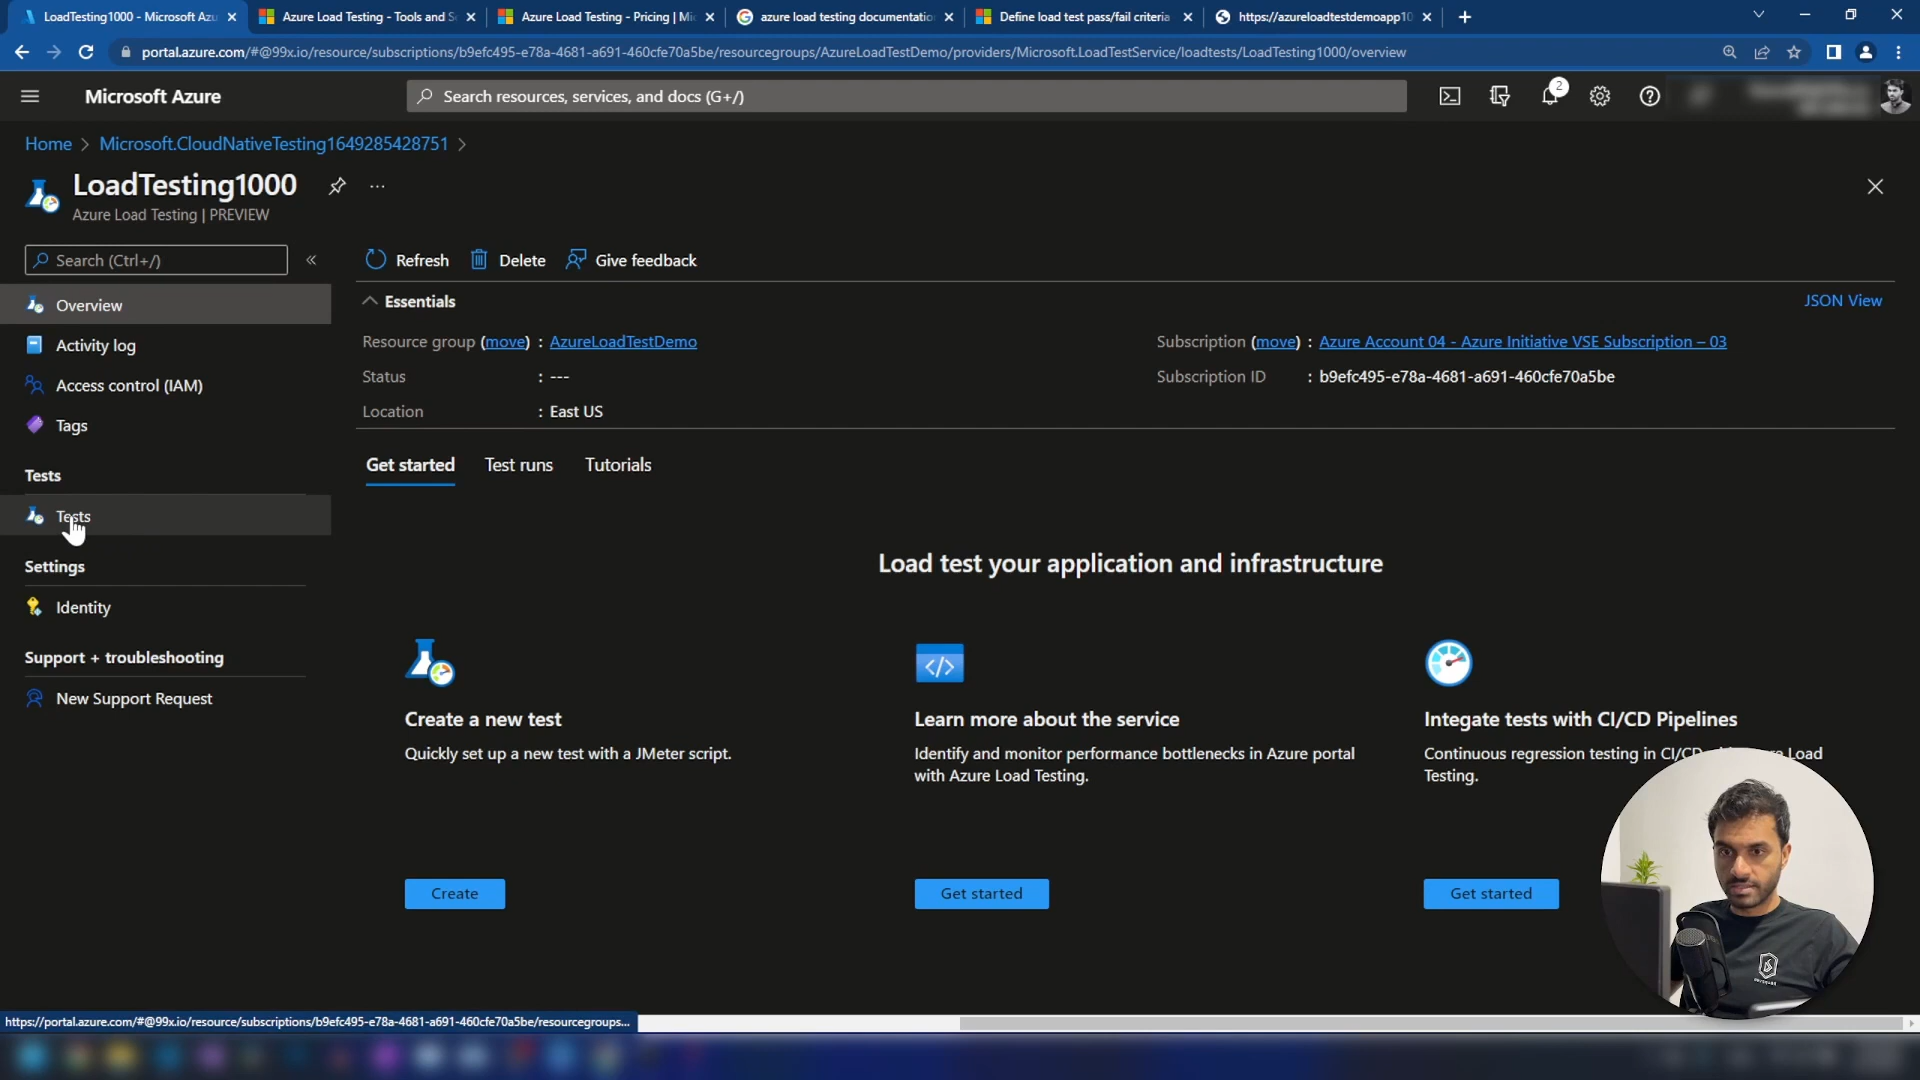 LoadTesting1000 - Microsoft Azu
Azure Load Testing - Tools and S
Azure Load Testing - Pricing | Mi
azure load testing documentatio
Define load test pass/fail criteria
https://azureloadtestdemoapp10
portal.azure.com/#@99x.io/resource/subscriptions/b9efc495-e78a-4681-a691-460cfe70a5be/resourcegroups/AzureLoadTestDemo/providers/Microsoft.LoadTestService/loadtests/LoadTesting1000/overview
Microsoft Azure
Search resources, services, and docs (G+/)
2
Home > Microsoft.CloudNativeTesting1649285428751 >
LoadTesting1000
Azure Load Testing | PREVIEW
Search (Ctrl+/)
Refresh
Delete
Give feedback
Overview
Activity log
Access control (IAM)
Tags
Tests
Tests
Settings
Identity
Support + troubleshooting
New Support Request
Essentials
JSON View
Resource group (move) : AzureLoadTestDemo
Subscription (move) : Azure Account 04 - Azure Initiative VSE Subscription – 03
Status : ---
Subscription ID : b9efc495-e78a-4681-a691-460cfe70a5be
Location : East US
Get started
Test runs
Tutorials
Load test your application and infrastructure
Create a new test
Quickly set up a new test with a JMeter script.
Create
Learn more about the service
Identify and monitor performance bottlenecks in Azure portal
with Azure Load Testing.
Get started
Integate tests with CI/CD Pipelines
Continuous regression testing in CI/CD Load
Testing.
Get started
https://portal.azure.com/#@99x.io/resource/subscriptions/b9efc495-e78a-4681-a691-460cfe70a5be/resourcegroups...